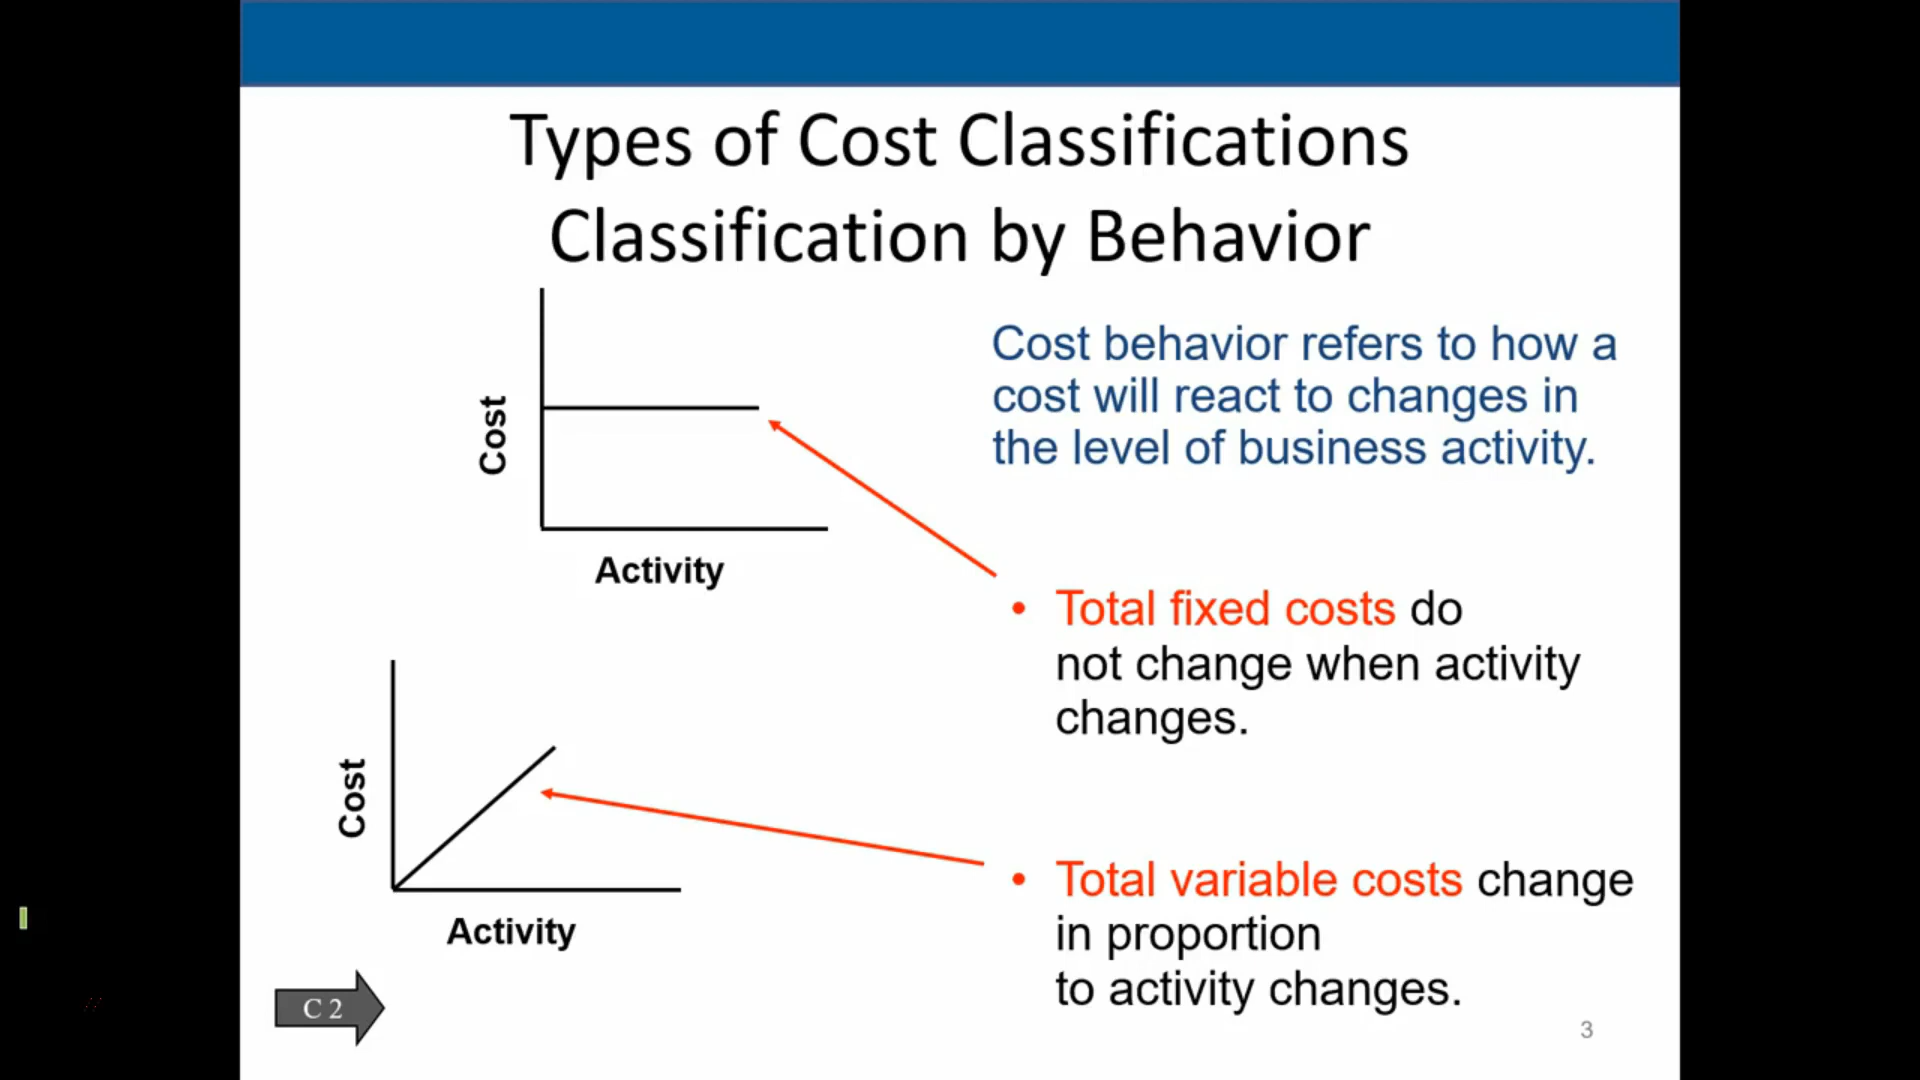 Types of Cost Classifications
Classification by Behavior
Cost
Activity
Cost behavior refers to how a
cost will react to changes in
the level of business activity.
• Total fixed costs do
not change when activity
changes.
Cost
Activity
• Total variable costs change
in proportion
to activity changes.
C 2
3